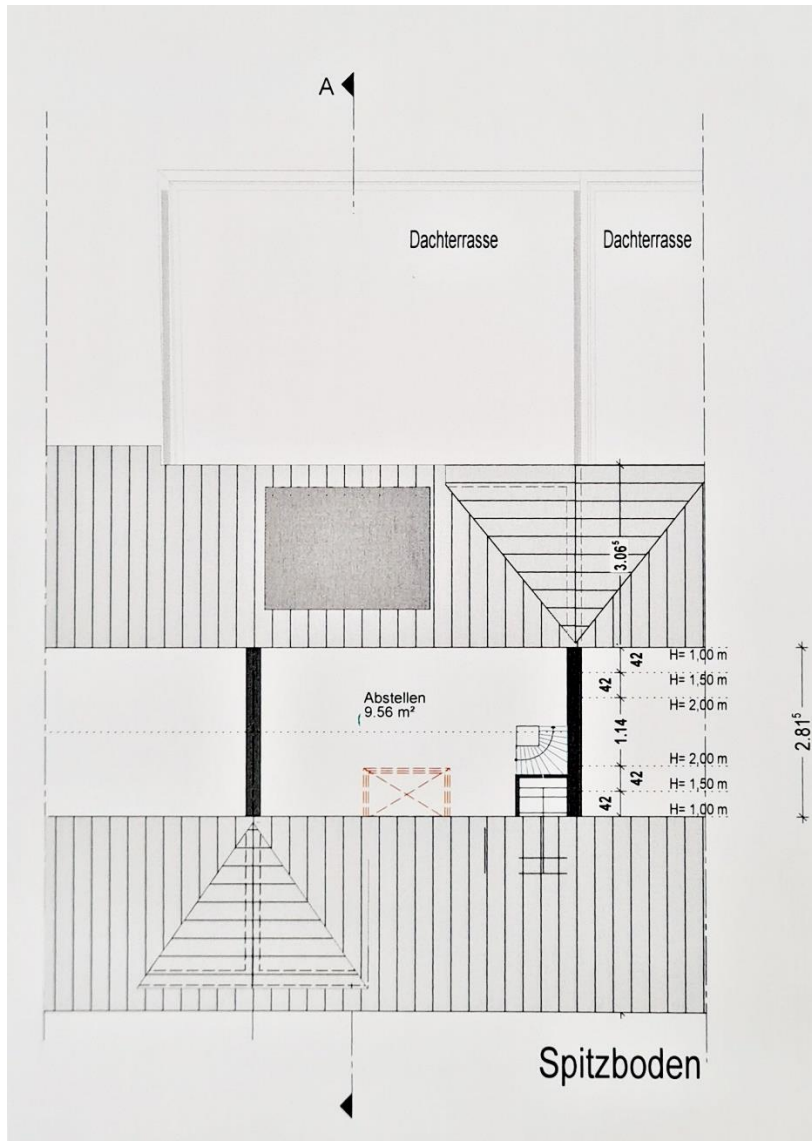 A
Dachterrasse
Dachterrasse
3.06⁵
42
H= 1,00 m
42
H= 1,50 m
H= 2,00 m
Abstellen
9.56 m²
1.14
2.81⁵
H= 2,00 m
42
H= 1,50 m
42
H= 1,00 m
Spitzboden